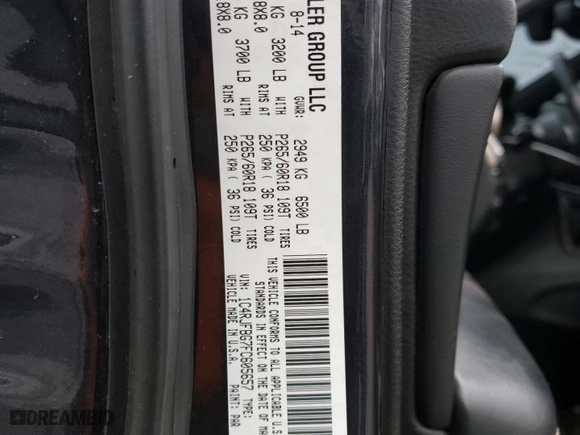 LER GROUP LLC
8-14 GVWR: 2949 KG 6500 LB
KG 3200 LB WITH P265/60R18 109T TIRES
8X8.0 RIMS AT 250 KPA ( 36 PSI) COLD
KG 3700 LB WITH P265/60R18 109T TIRES
8X8.0 RIMS AT 250 KPA ( 36 PSI) COLD
THIS VEHICLE CONFORMS TO ALL APPLICABLE
STANDARDS IN EFFECT ON THE DATE OF MA
VIN: 1C4RJFBG7FC605657 TYPE:
VEHICLE MADE IN U.S.A. PAINT: PAR
DREAMBID